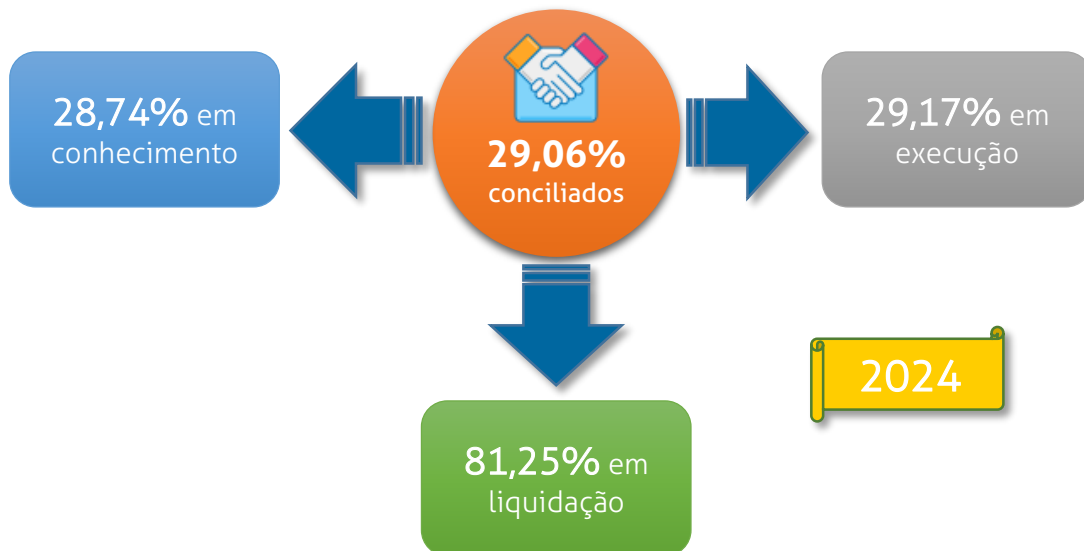 28,74% em
conhecimento
29,06%
conciliados
29,17% em
execução
2024
81,25% em
liquidação